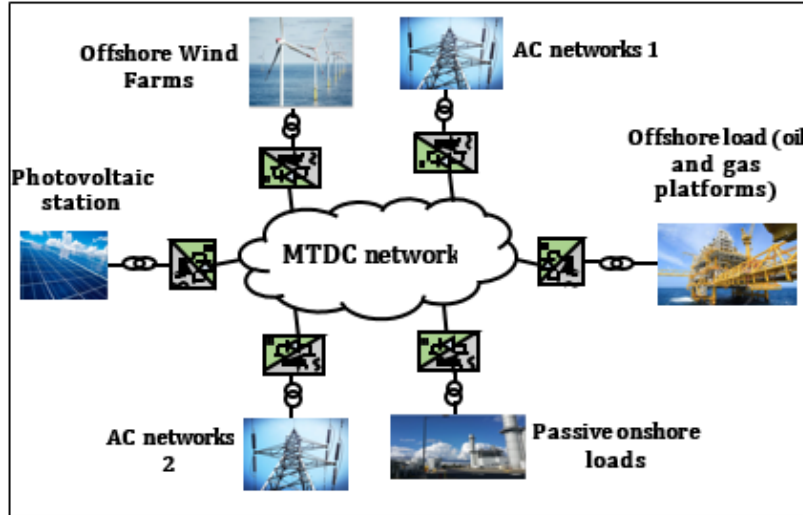 Offshore Wind
Farms
AC networks 1
Offshore load (oil
and gas
platforms)
Photovoltaic
station
MTDC network
AC networks
2
Passive onshore
loads